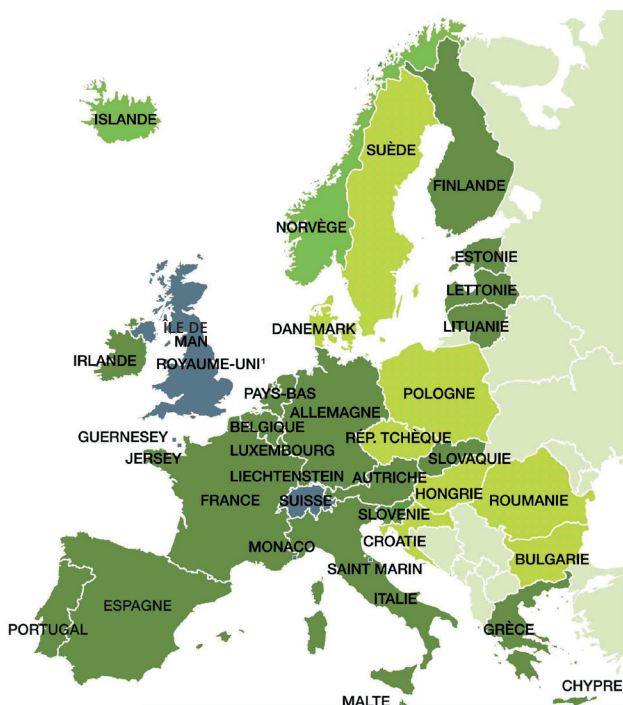 ISLANDE
SUÈDE
FINLANDE
NORVÈGE
ESTONIE
LETTONIE
LITUANIE
DANEMARK
ÎLE DE
MAN
IRLANDE
ROYAUME-UNI¹
PAYS-BAS
POLOGNE
ALLEMAGNE
BELGIQUE
GUERNESEY
RÉP. TCHÈQUE
LUXEMBOURG
JERSEY
SLOVAQUIE
LIECHTENSTEIN
AUTRICHE
HONGRIE
FRANCE
SUISSE
ROUMANIE
SLOVENIE
CROATIE
MONACO
BULGARIE
SAINT MARIN
ITALIE
ESPAGNE
PORTUGAL
GRÈCE
CHYPRE
MALTE